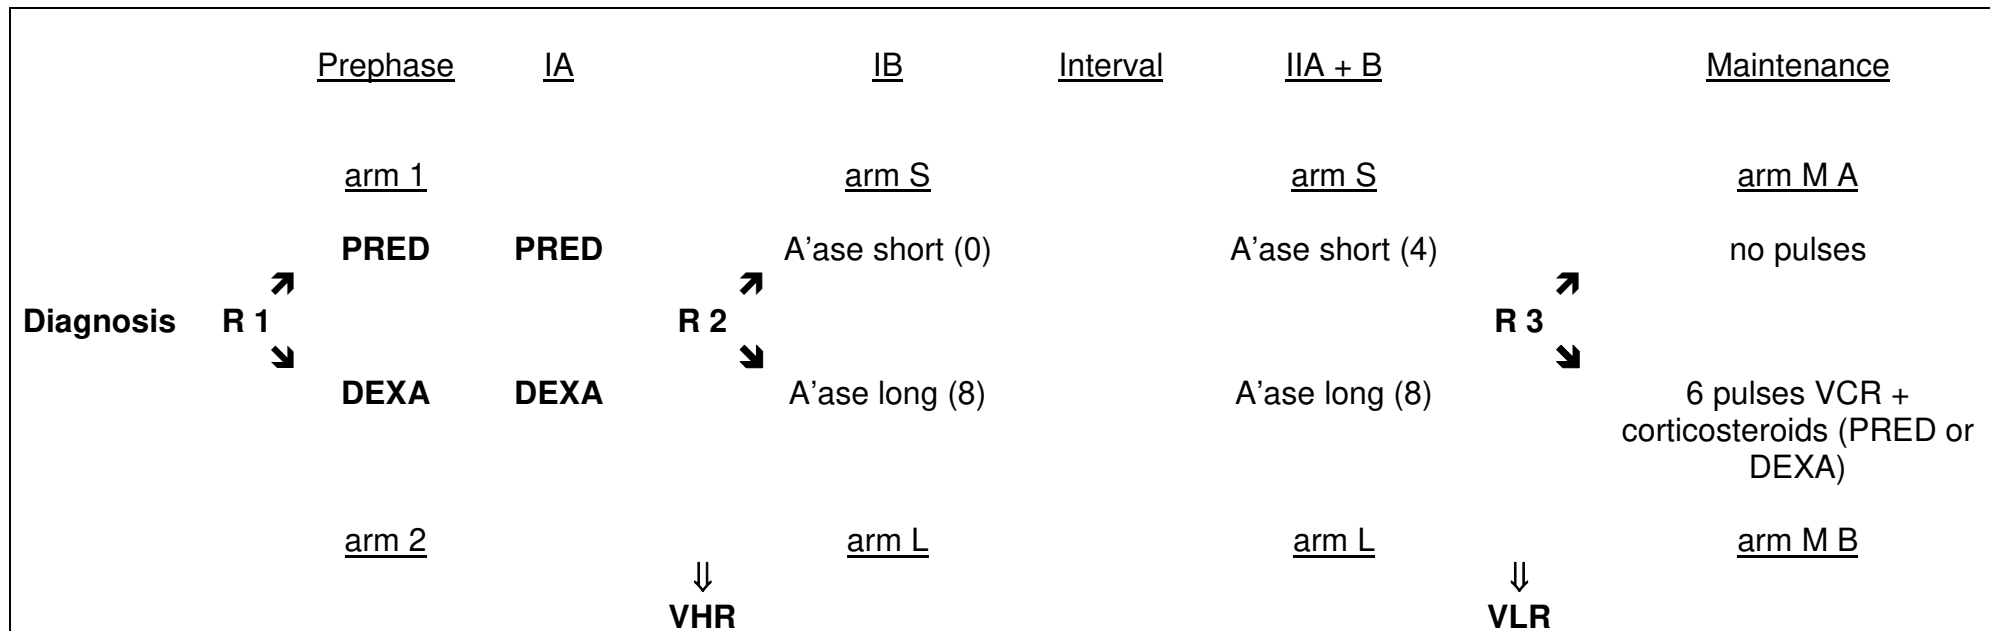 Prephase IA IB Interval IIA + B Maintenance
arm 1 arm S arm S arm M A
PRED PRED A'ase short (0) A'ase short (4) no pulses
Diagnosis R 1 R 2 R 3
DEXA DEXA A'ase long (8) A'ase long (8) 6 pulses VCR +
corticosteroids (PRED or
DEXA)
arm 2 arm L arm L arm M B
VHR VLR